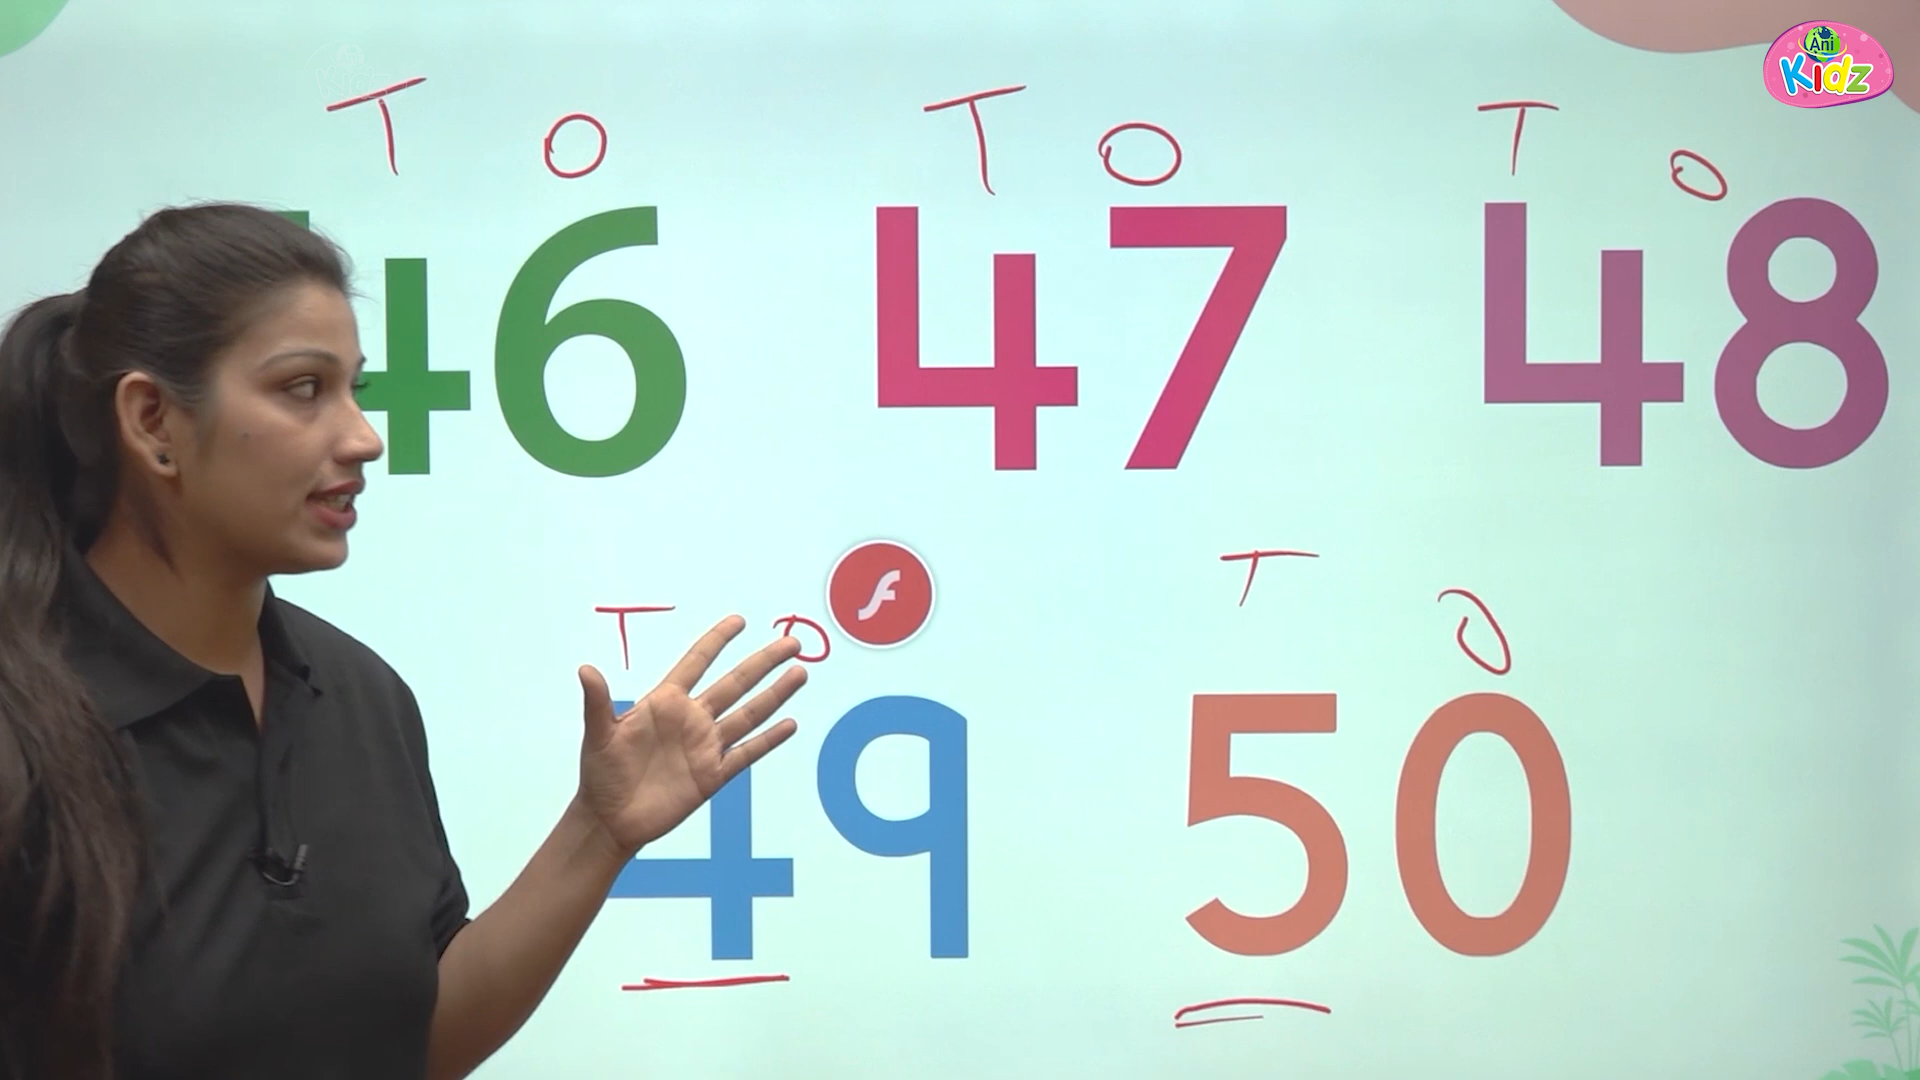 Ani
Kidz
T O T O T O
46 47 48
T O T O
49 50